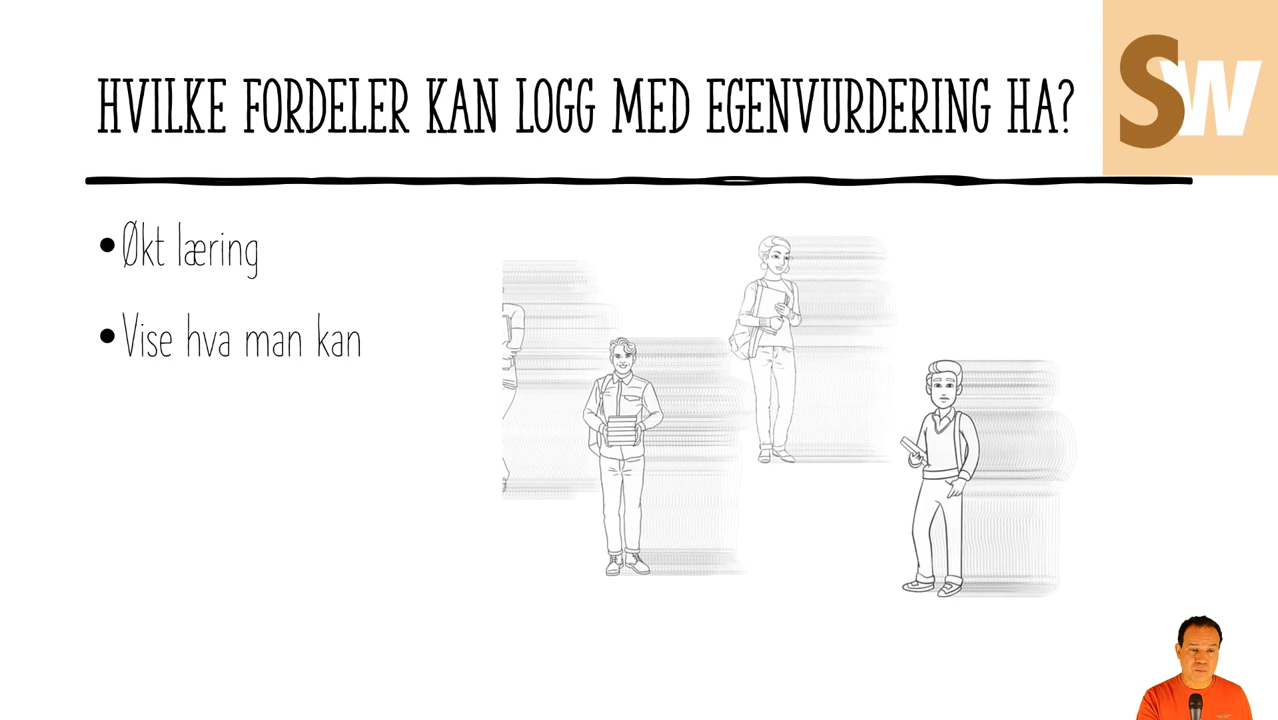 HVILKE FORDELER KAN LOGG MED EGENVURDERING HA?
SW
•Økt læring
•Vise hva man kan